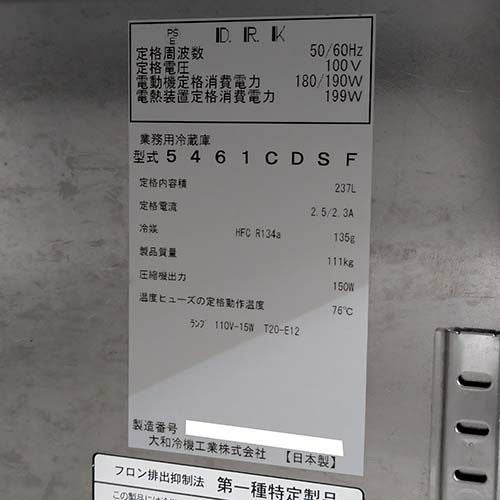 PS
E
D.R.K
定格周波数 50/60Hz
定格電圧 100V
電動機定格消費電力 180/190W
電熱装置定格消費電力 199W
業務用冷蔵庫
型式 5461CDSF
定格内容積 237L
定格電流 2.5/2.3A
冷媒 HFC R134a 135g
製品質量 111kg
圧縮機出力 150W
温度ヒューズの定格動作温度 76℃
ﾗﾝﾌﾟ 110V-15W T20-E12
製造番号
大和冷機工業株式会社 【日本製】
フロン排出抑制法 第一種特定製品